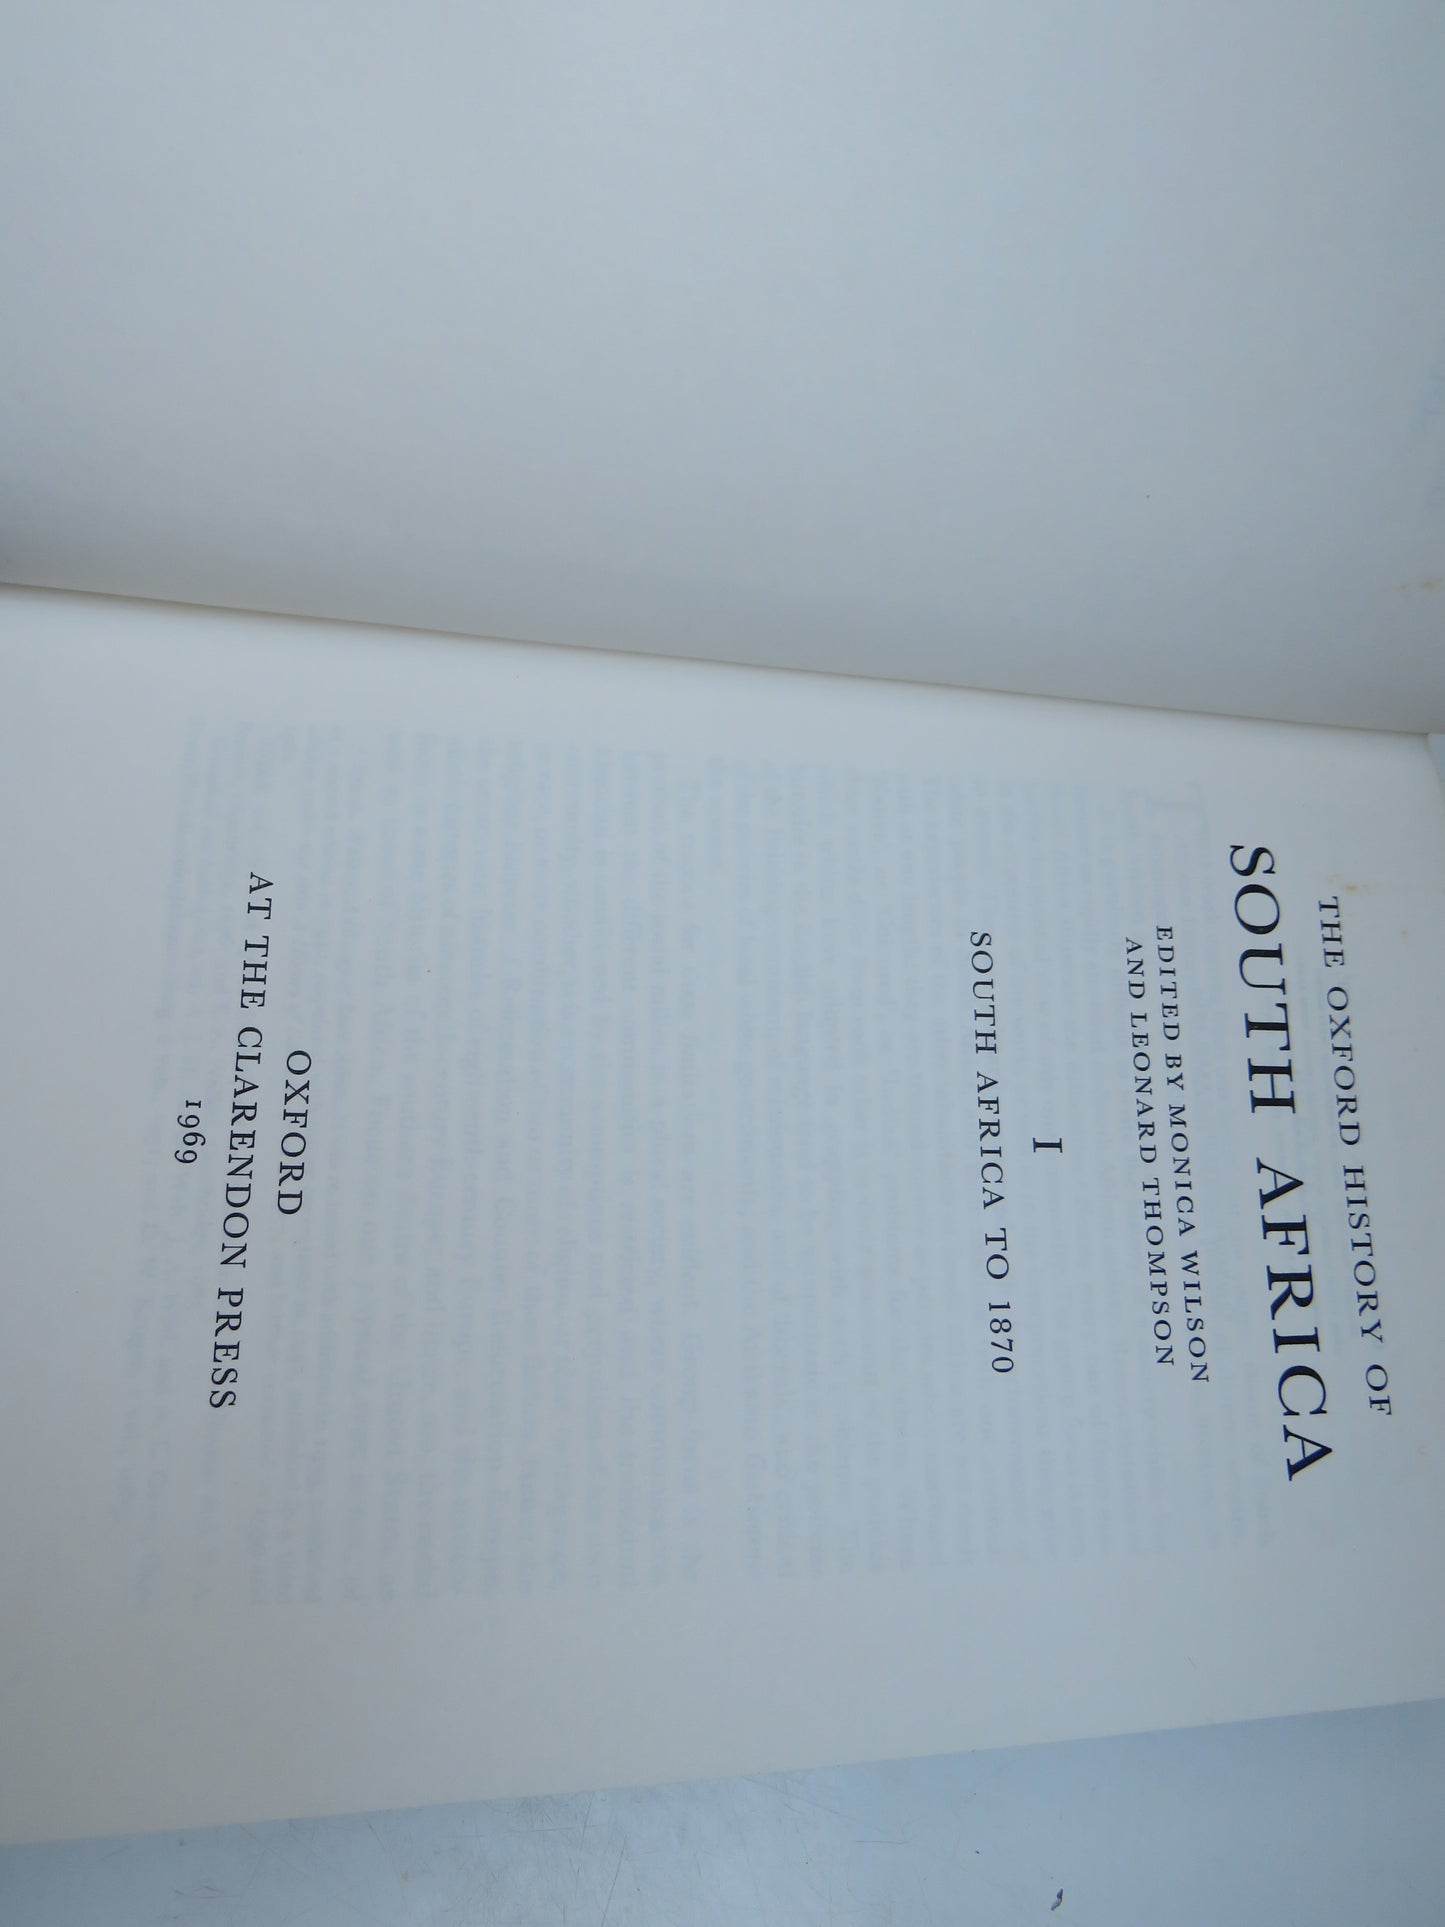 THE OXFORD HISTORY OF
SOUTH AFRICA
EDITED BY MONICA WILSON
AND LEONARD THOMPSON
I
SOUTH AFRICA TO 1870
OXFORD
AT THE CLARENDON PRESS
1969